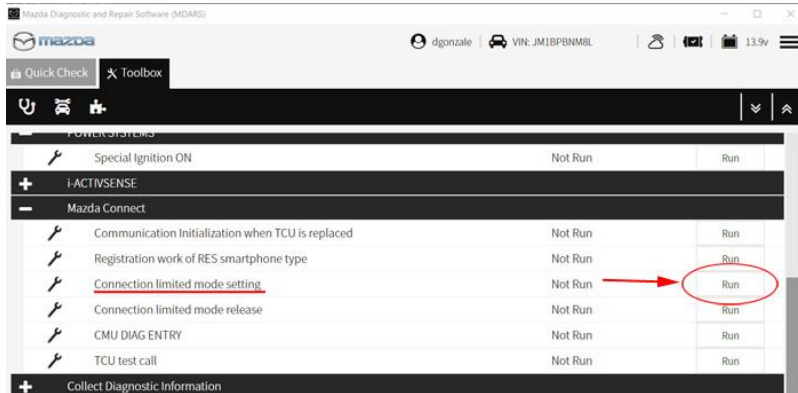 Mazda Diagnostic and Repair Software (MDARS)
mazda dgonzale VIN: JM1BPBNM8L 13.9v
Quick Check Toolbox
POWER SYSTEMS
Special Ignition ON Not Run Run
i-ACTIVSENSE
Mazda Connect
Communication Initialization when TCU is replaced Not Run Run
Registration work of RES smartphone type Not Run Run
Connection limited mode setting Not Run Run
Connection limited mode release Not Run Run
CMU DIAG ENTRY Not Run Run
TCU test call Not Run Run
Collect Diagnostic Information